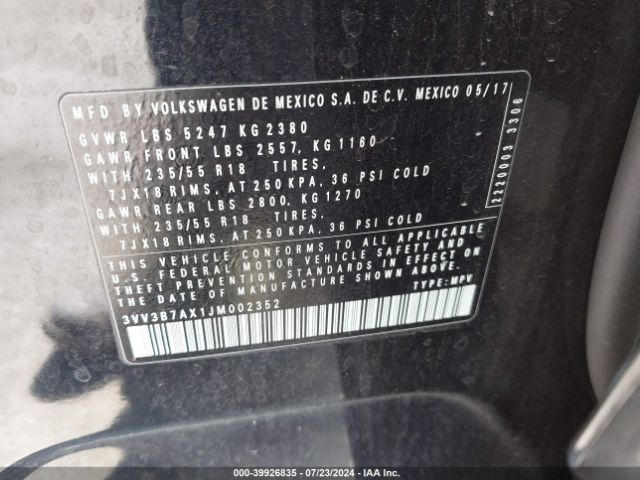 MFD BY VOLKSWAGEN DE MEXICO S.A. DE C.V. MEXICO 05/17
GVWR LBS 5247 KG 2380
GAWR FRONT LBS 2557, KG 1160
WITH 235/55 R18 TIRES,
7JX18 RIMS, AT 250 KPA, 36 PSI COLD
GAWR REAR LBS 2800, KG 1270
WITH 235/55 R18 TIRES,
7JX18 RIMS, AT 250 KPA, 36 PSI COLD
THIS VEHICLE CONFORMS TO ALL APPLICABLE
U.S. FEDERAL MOTOR VEHICLE SAFETY AND
THEFT PREVENTION STANDARDS IN EFFECT ON
THE DATE OF MANUFACTURE SHOWN ABOVE.
3VV3B7AX1JM002352 TYPE: MPV
2220003 3306
000-39926835 - 07/23/2024 - IAA Inc.